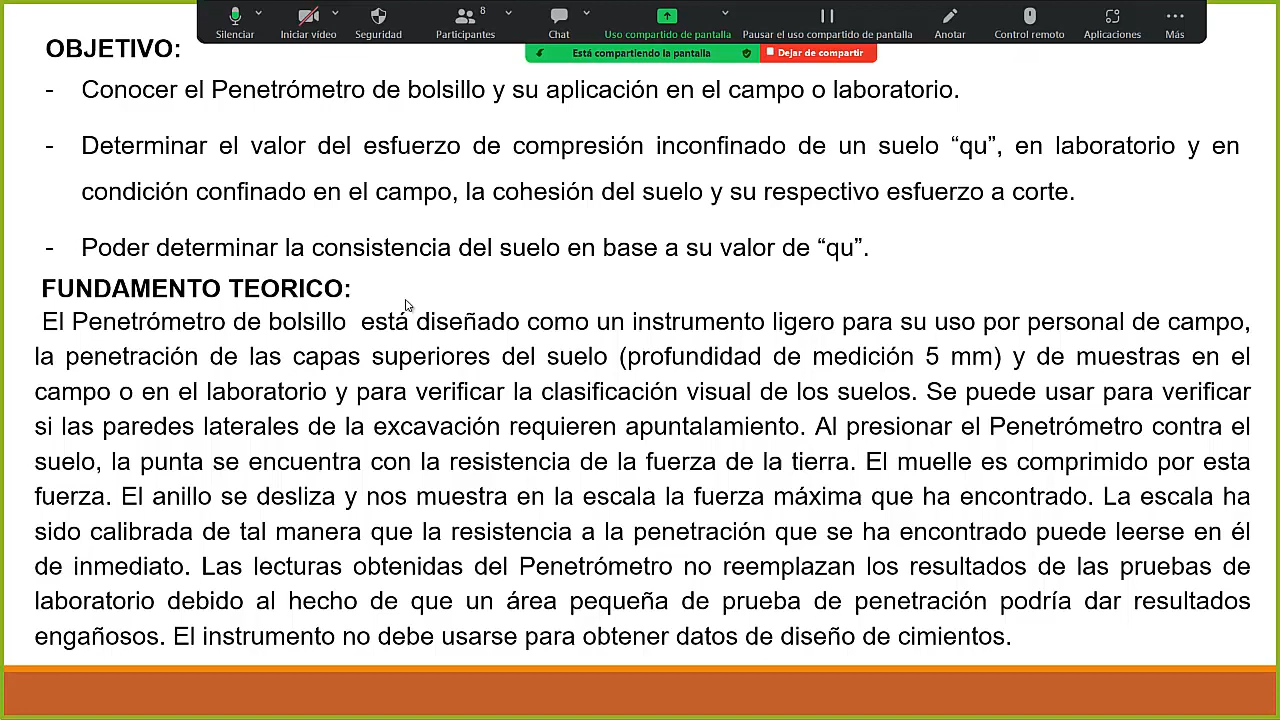 8
Silenciar
Iniciar vídeo
Seguridad
Participantes
Chat
Uso compartido de pantalla
Pausar el uso compartido de pantalla
Anotar
Control remoto
Aplicaciones
Más
Está compartiendo la pantalla
Dejar de compartir
OBJETIVO:
- Conocer el Penetrómetro de bolsillo y su aplicación en el campo o laboratorio.
- Determinar el valor del esfuerzo de compresión inconfinado de un suelo “qu”, en laboratorio y en
condición confinado en el campo, la cohesión del suelo y su respectivo esfuerzo a corte.
- Poder determinar la consistencia del suelo en base a su valor de “qu”.
FUNDAMENTO TEORICO:
El Penetrómetro de bolsillo está diseñado como un instrumento ligero para su uso por personal de campo,
la penetración de las capas superiores del suelo (profundidad de medición 5 mm) y de muestras en el
campo o en el laboratorio y para verificar la clasificación visual de los suelos. Se puede usar para verificar
si las paredes laterales de la excavación requieren apuntalamiento. Al presionar el Penetrómetro contra el
suelo, la punta se encuentra con la resistencia de la fuerza de la tierra. El muelle es comprimido por esta
fuerza. El anillo se desliza y nos muestra en la escala la fuerza máxima que ha encontrado. La escala ha
sido calibrada de tal manera que la resistencia a la penetración que se ha encontrado puede leerse en él
de inmediato. Las lecturas obtenidas del Penetrómetro no reemplazan los resultados de las pruebas de
laboratorio debido al hecho de que un área pequeña de prueba de penetración podría dar resultados
engañosos. El instrumento no debe usarse para obtener datos de diseño de cimientos.